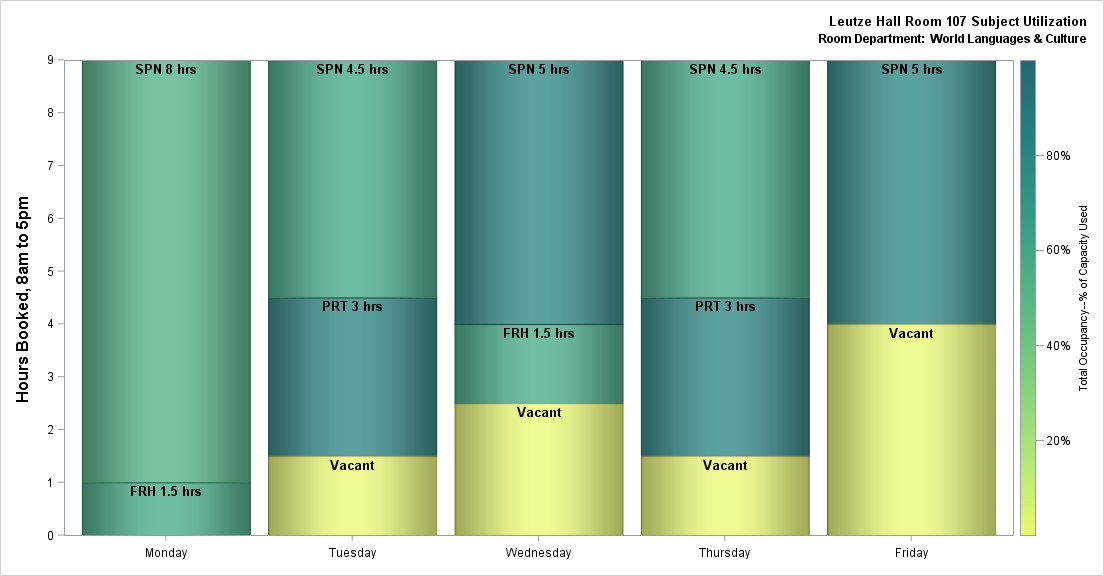 Leutze Hall Room 107 Subject Utilization
Room Department: World Languages & Culture
Hours Booked, 8am to 5pm
9
8
7
6
5
4
3
2
1
0
SPN 8 hrs
FRH 1.5 hrs
SPN 4.5 hrs
PRT 3 hrs
Vacant
SPN 5 hrs
FRH 1.5 hrs
Vacant
SPN 4.5 hrs
PRT 3 hrs
Vacant
SPN 5 hrs
Vacant
Monday
Tuesday
Wednesday
Thursday
Friday
80%
60%
40%
20%
Total Occupancy--% of Capacity Used